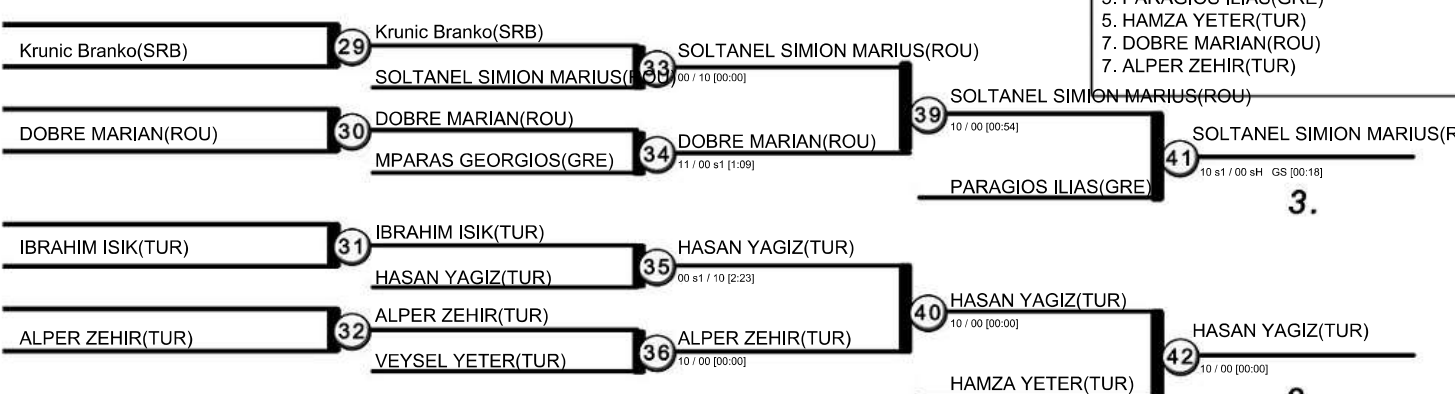 5. HAMZA YETER(TUR)
7. DOBRE MARIAN(ROU)
7. ALPER ZEHIR(TUR)
Krunic Branko(SRB)
29
Krunic Branko(SRB)
SOLTANEL SIMION MARIUS(ROU)
33
SOLTANEL SIMION MARIUS(ROU)
00 / 10 [00:00]
DOBRE MARIAN(ROU)
30
DOBRE MARIAN(ROU)
MPARAS GEORGIOS(GRE)
34
DOBRE MARIAN(ROU)
11 / 00 s1 [1:09]
39
SOLTANEL SIMION MARIUS(ROU)
10 / 00 [00:54]
PARAGIOS ILIAS(GRE)
41
SOLTANEL SIMION MARIUS(R
10 s1 / 00 sH GS [00:18]
3.
IBRAHIM ISIK(TUR)
31
IBRAHIM ISIK(TUR)
HASAN YAGIZ(TUR)
35
HASAN YAGIZ(TUR)
00 s1 / 10 [2:23]
ALPER ZEHIR(TUR)
32
ALPER ZEHIR(TUR)
VEYSEL YETER(TUR)
36
ALPER ZEHIR(TUR)
10 / 00 [00:00]
40
HASAN YAGIZ(TUR)
10 / 00 [00:00]
HAMZA YETER(TUR)
42
HASAN YAGIZ(TUR)
10 / 00 [00:00]